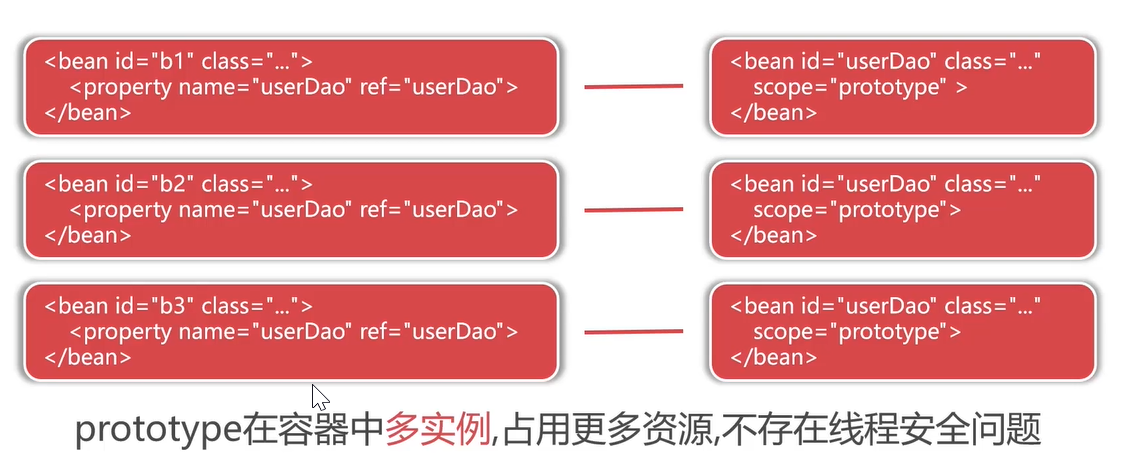 <bean id="b1" class="...">
<property name="userDao" ref="userDao">
</bean>
<bean id="userDao" class="..."
scope="prototype" >
</bean>
<bean id="b2" class="...">
<property name="userDao" ref="userDao">
</bean>
<bean id="userDao" class="..."
scope="prototype">
</bean>
<bean id="b3" class="...">
<property name="userDao" ref="userDao">
</bean>
<bean id="userDao" class="..."
scope="prototype">
</bean>
prototype在容器中多实例,占用更多资源,不存在线程安全问题